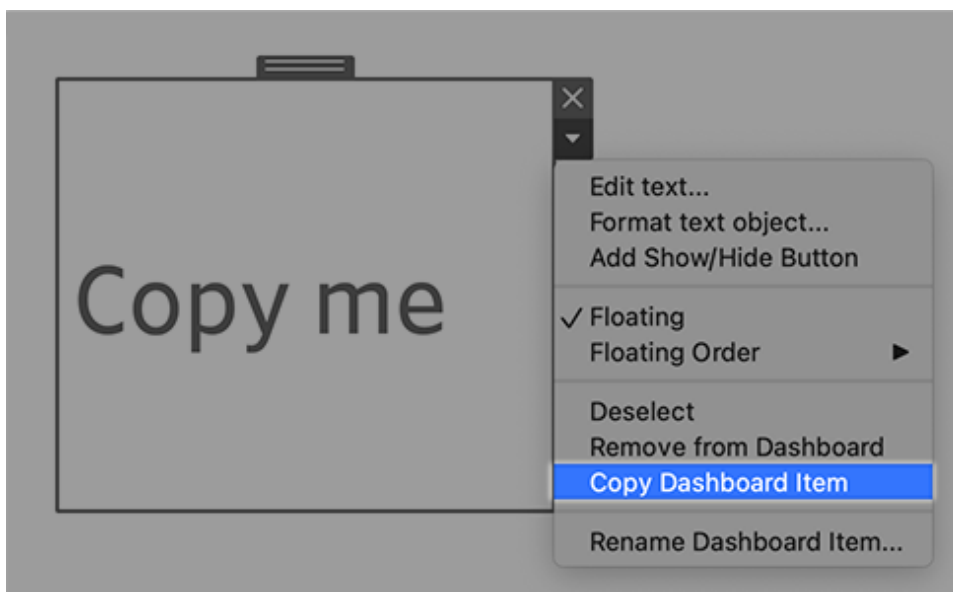 Copy me
Edit text...
Format text object...
Add Show/Hide Button
Floating
Floating Order
Deselect
Remove from Dashboard
Copy Dashboard Item
Rename Dashboard Item...